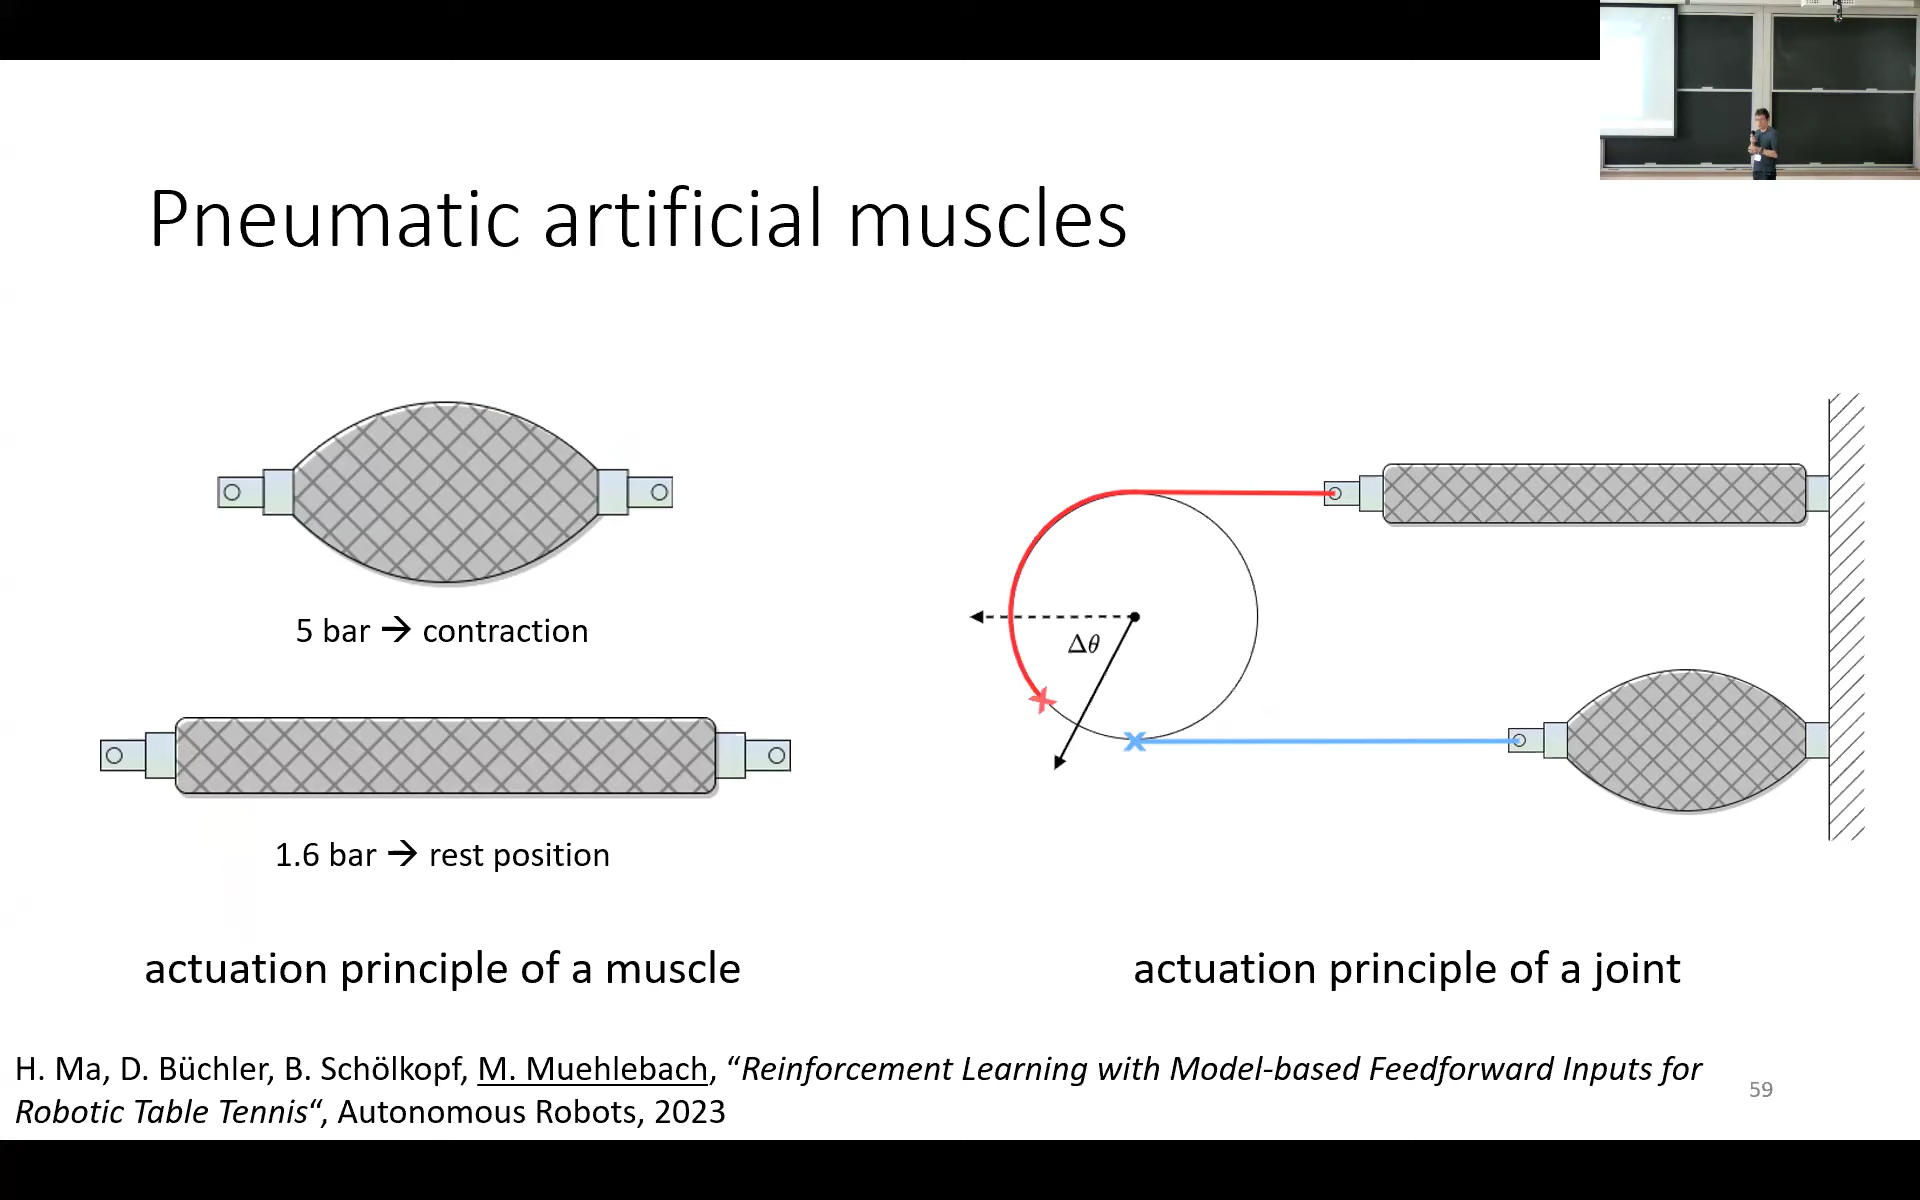 Pneumatic artificial muscles
5 bar → contraction
1.6 bar → rest position
Δθ
actuation principle of a muscle
actuation principle of a joint
H. Ma, D. Büchler, B. Schölkopf, M. Muehlebach, “Reinforcement Learning with Model-based Feedforward Inputs for
Robotic Table Tennis“, Autonomous Robots, 2023
59